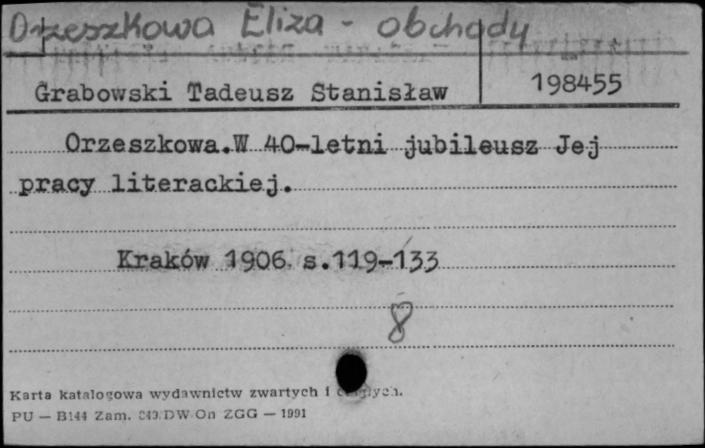 Orzeszkowa Eliza - obchody
Grabowski Tadeusz Stanisław
198455
Orzeszkowa.W 40-letni jubileusz Jej
pracy literackiej.
Kraków 1906 s.119-133
8
Karta katalogowa wydawnictw zwartych i
PU — B144 Zam. DW On ZGG — 1991